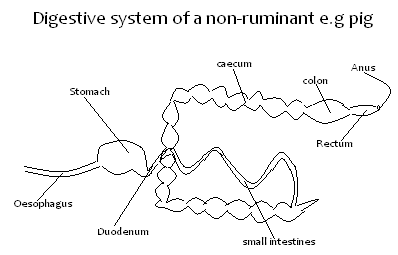 Digestive system of a non-ruminant e.g pig
caecum
Anus
colon
Stomach
Rectum
Oesophagus
Duodenum
small intestines